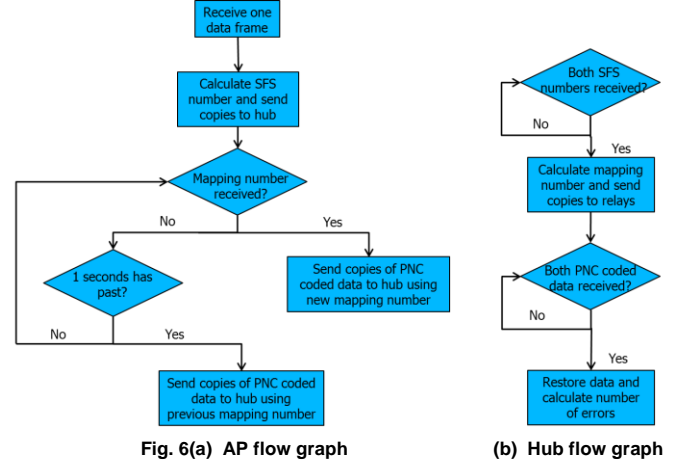 Receive one
data frame
Calculate SFS
number and send
copies to hub
Mapping number
received?
No
Yes
1 seconds has
past?
Send copies of PNC
coded data to hub using
new mapping number
No
Yes
Send copies of PNC coded
data to hub using
previous mapping number
Fig. 6(a) AP flow graph
Both SFS
numbers received?
No
Yes
Calculate mapping
number and send
copies to relays
Both PNC coded
data received?
No
Yes
Restore data and
calculate number
of errors
(b) Hub flow graph